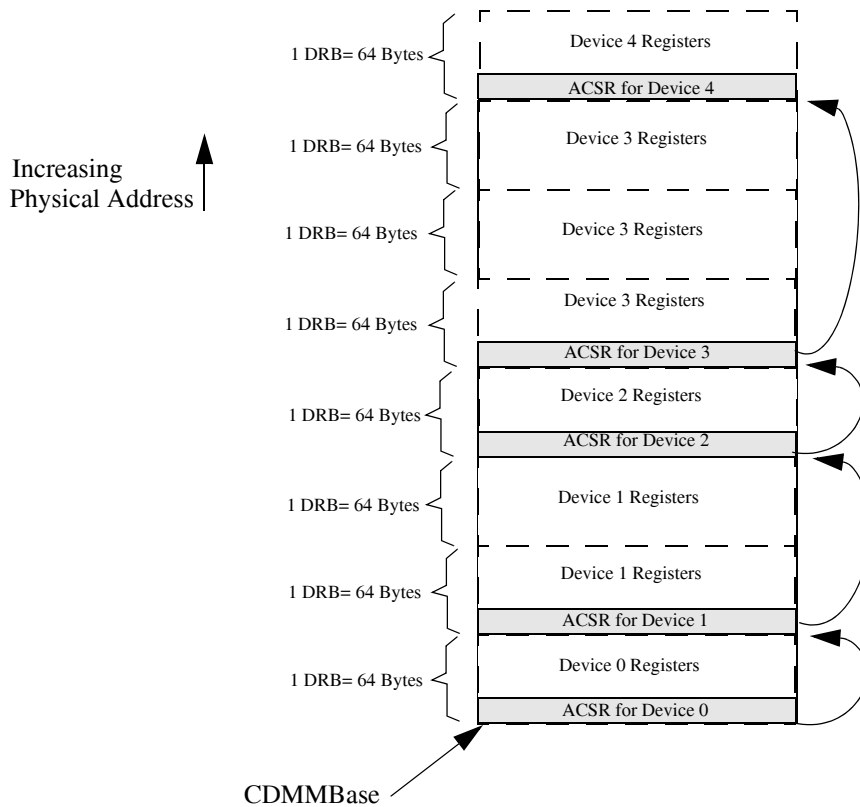 Device 4 Registers
1 DRB= 64 Bytes
ACSR for Device 4
1 DRB= 64 Bytes
Device 3 Registers
Increasing
Physical Address
1 DRB= 64 Bytes
Device 3 Registers
Device 3 Registers
1 DRB= 64 Bytes
ACSR for Device 3
Device 2 Registers
1 DRB= 64 Bytes
ACSR for Device 2
1 DRB= 64 Bytes
Device 1 Registers
Device 1 Registers
1 DRB= 64 Bytes
ACSR for Device 1
Device 0 Registers
1 DRB= 64 Bytes
ACSR for Device 0
CDMMBase